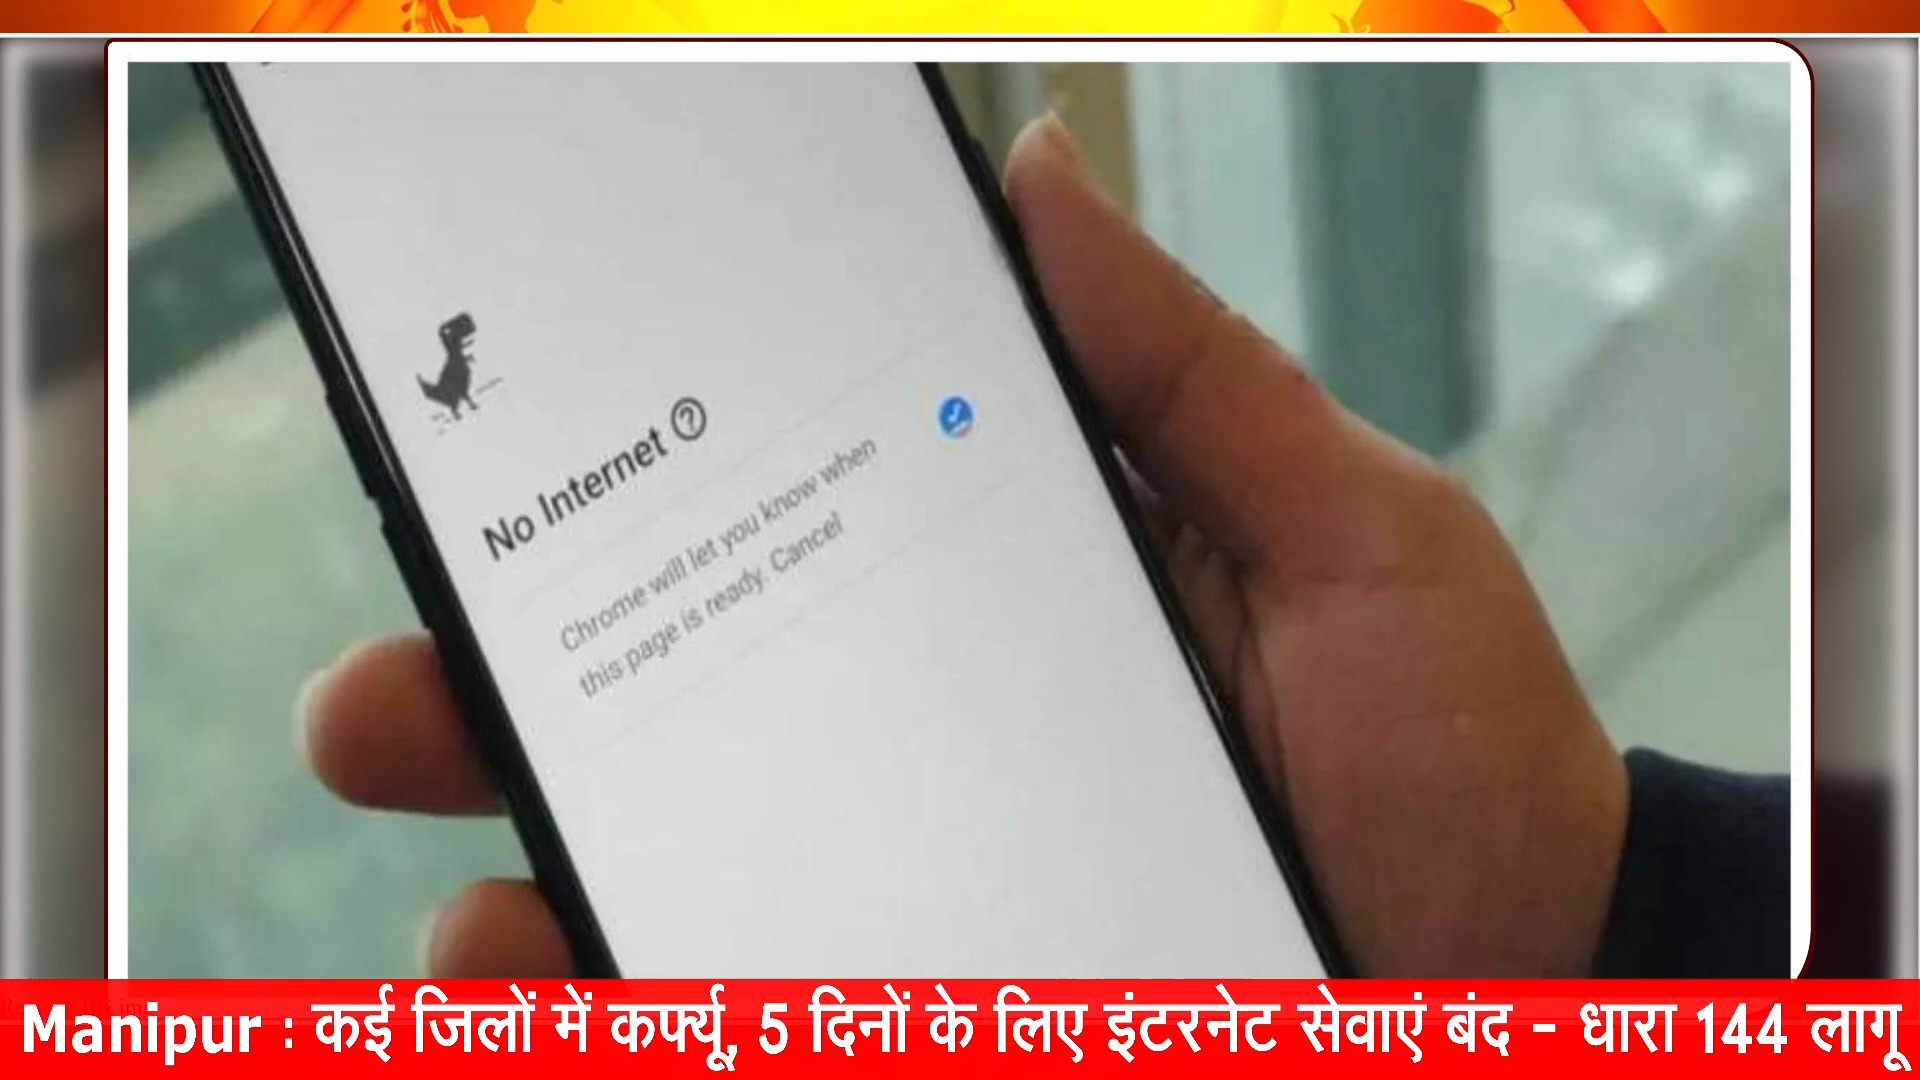 No Internet ?
Chrome will let you know when
this page is ready. Cancel
Manipur : कई जिलों में कर्फ्यू, 5 दिनों के लिए इंटरनेट सेवाएं बंद - धारा 144 लागू